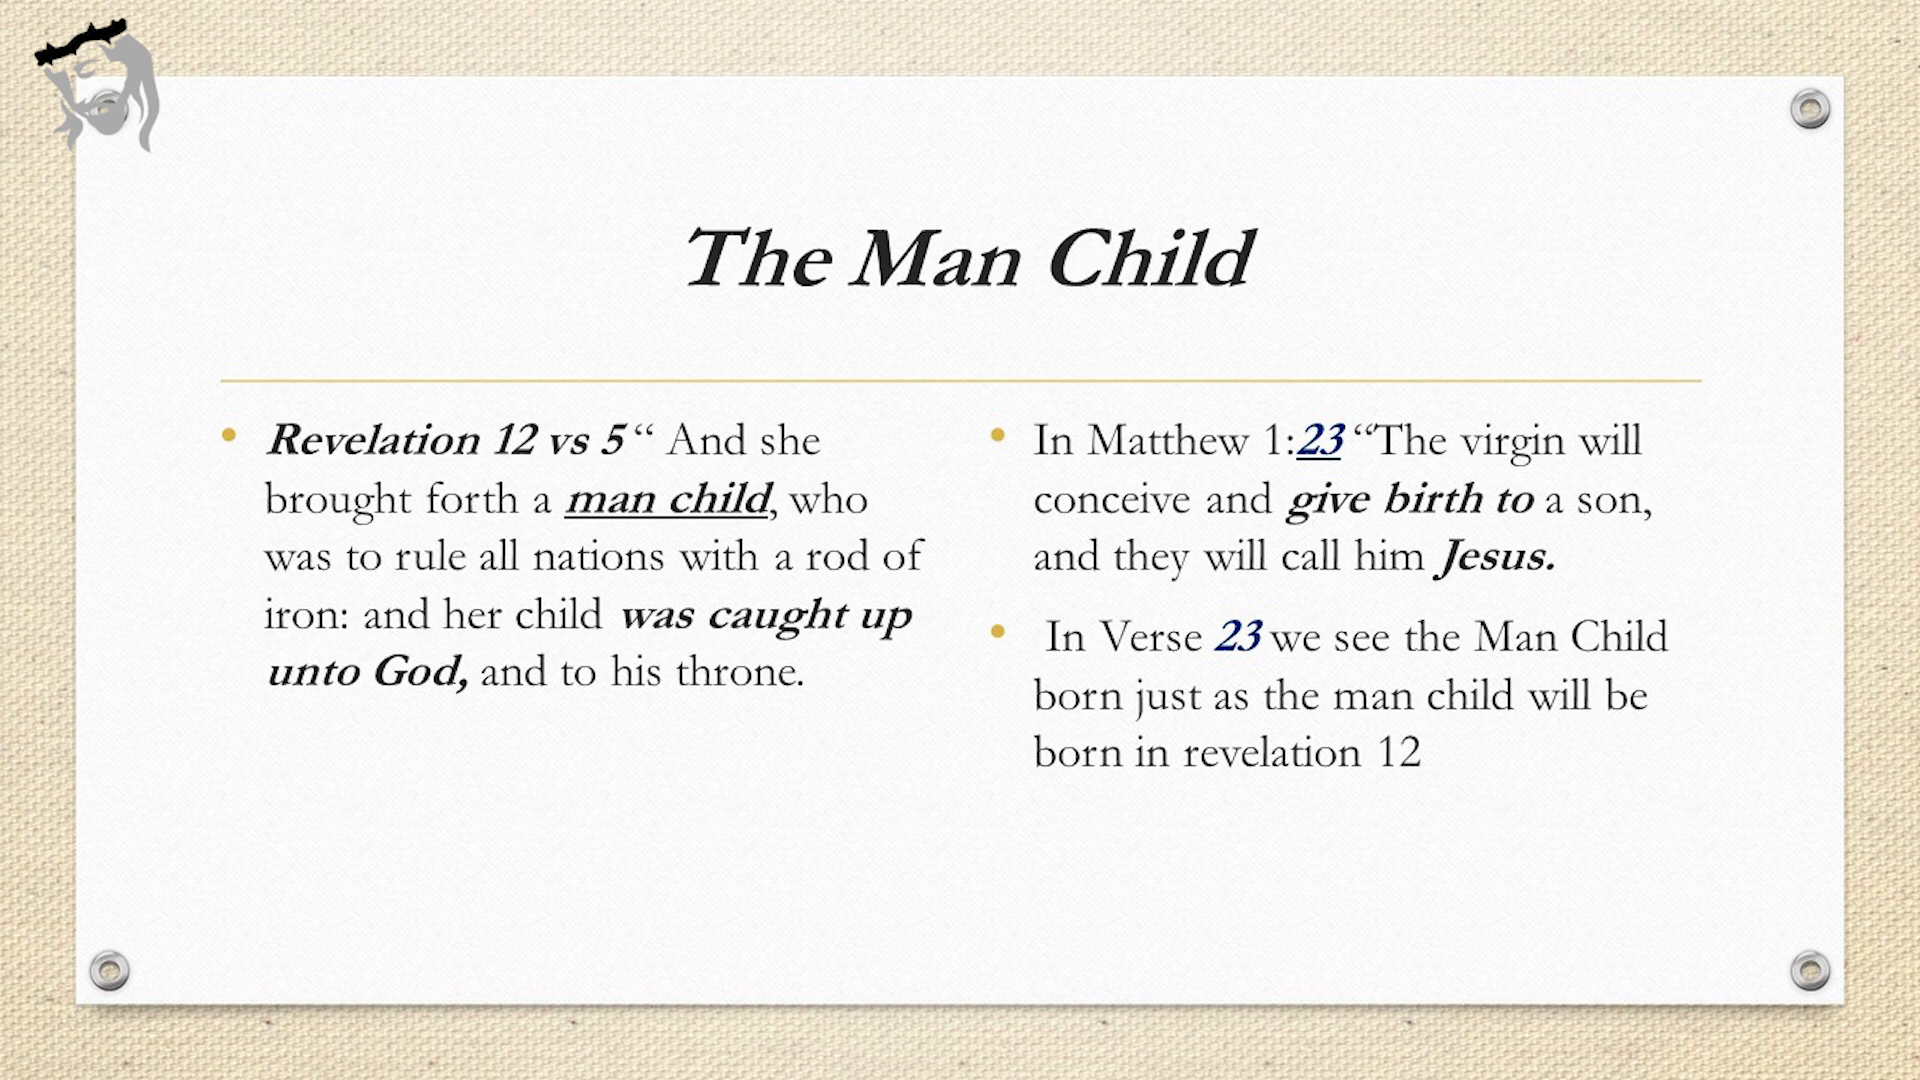 The Man Child
• Revelation 12 vs 5 “ And she
brought forth a man child, who
was to rule all nations with a rod of
iron: and her child was caught up
unto God, and to his throne.
• In Matthew 1:23 “The virgin will
conceive and give birth to a son,
and they will call him Jesus.
• In Verse 23 we see the Man Child
born just as the man child will be
born in revelation 12